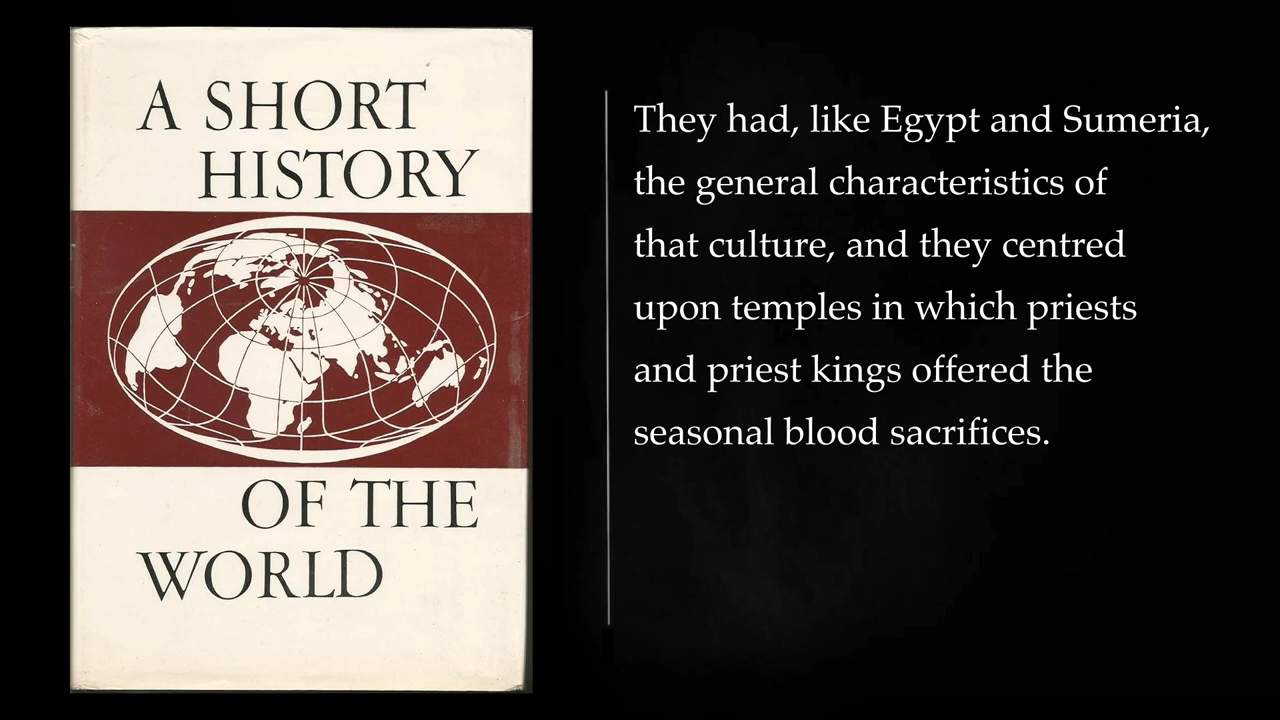 A SHORT
HISTORY
OF THE
WORLD
They had, like Egypt and Sumeria,
the general characteristics of
that culture, and they centred
upon temples in which priests
and priest kings offered the
seasonal blood sacrifices.